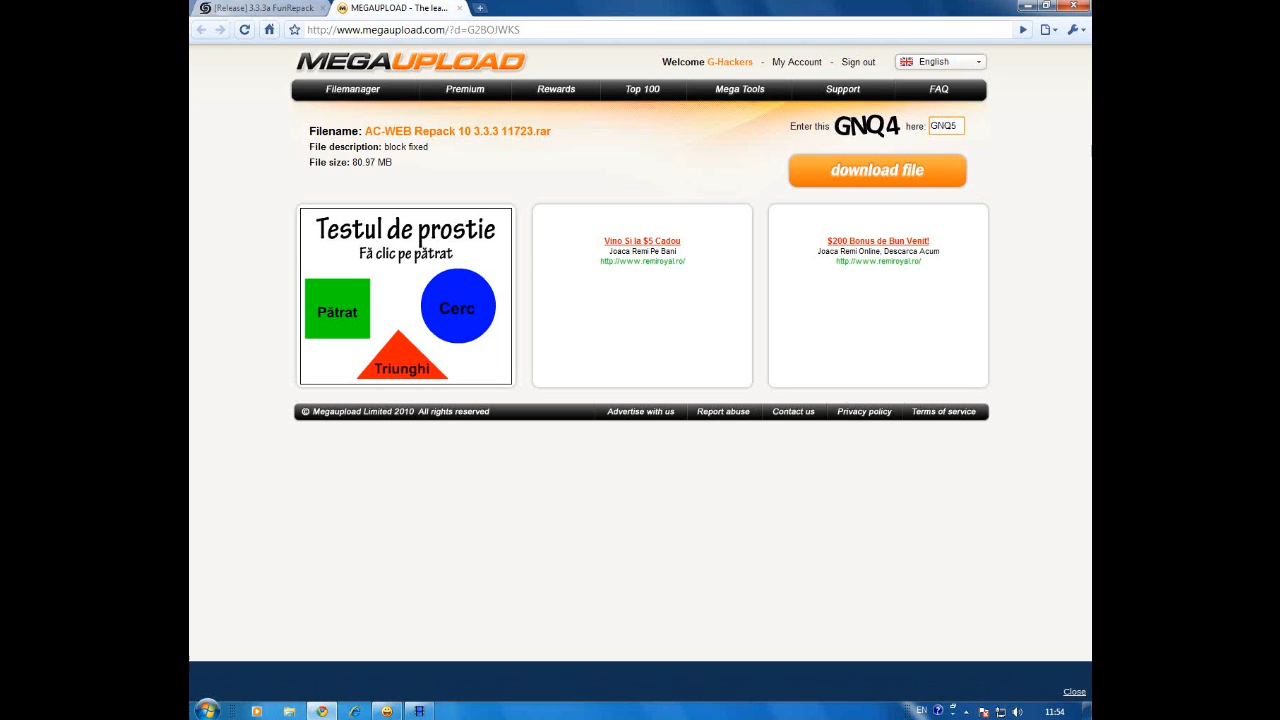 [Release] 3.3.3a FunRepack
MEGAUPLOAD - The lea...
http://www.megaupload.com/?d=G2BOJWKS
MEGAUPLOAD
Welcome G-Hackers - My Account - Sign out
English
Filemanager Premium Rewards Top 100 Mega Tools Support FAQ
Filename: AC-WEB Repack 10 3.3.3 11723.rar
File description: block fixed
File size: 80.97 MB
Enter this GNQ4 here: GNQ5
download file
Testul de prostie
Fă clic pe pătrat
Pătrat
Cerc
Triunghi
Vino Si Ia $5 Cadou
Joaca Remi Pe Bani
http://www.remiroyal.ro/
$200 Bonus de Bun Venit!
Joaca Remi Online, Descarca Acum
http://www.remiroyal.ro/
© Megaupload Limited 2010 All rights reserved
Advertise with us Report abuse Contact us Privacy policy Terms of service
Close
EN
11:54